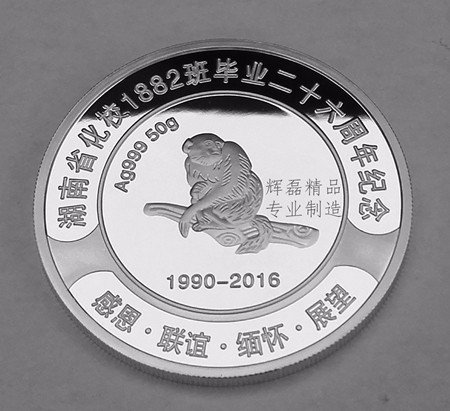 湖南省化校1882班毕业二十六周年纪念
Ag999 50g
辉磊精品
专业制造
1990-2016
感恩·联谊·缅怀·展望